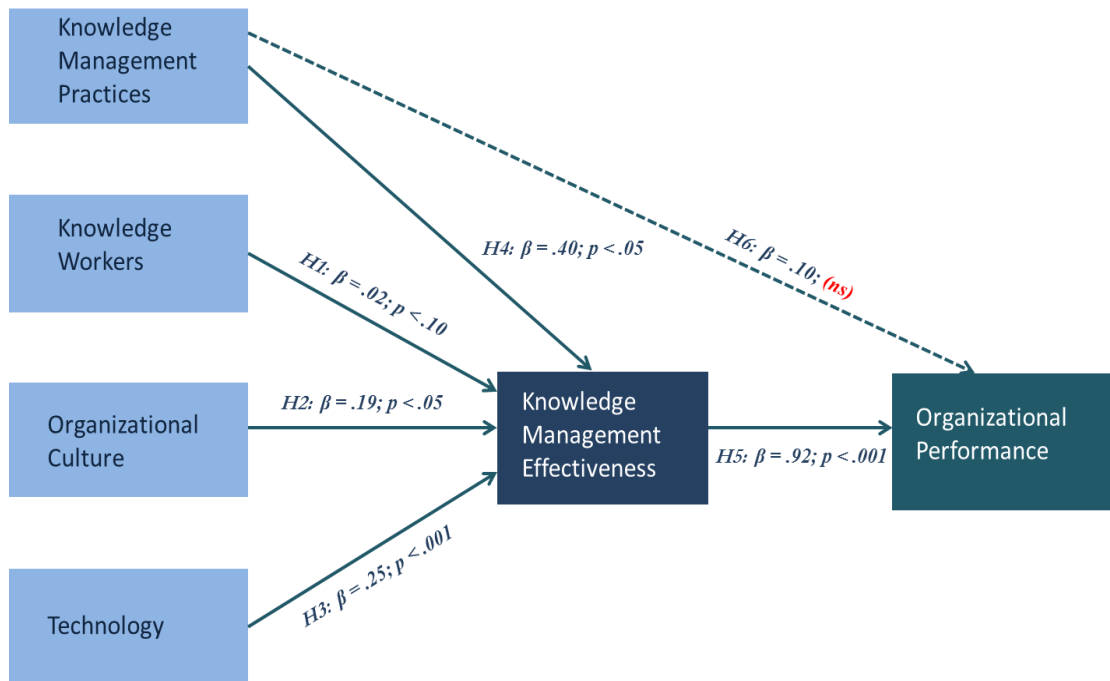 Knowledge
Management
Practices
Knowledge
Workers
H4: β = .40; p < .05
H6: β = .10; (ns)
H1: β = .02; p < .10
Organizational
Culture
H2: β = .19; p < .05
Knowledge
Management
Effectiveness
H5: β = .92; p < .001
Organizational
Performance
H3: β = .25; p < .001
Technology